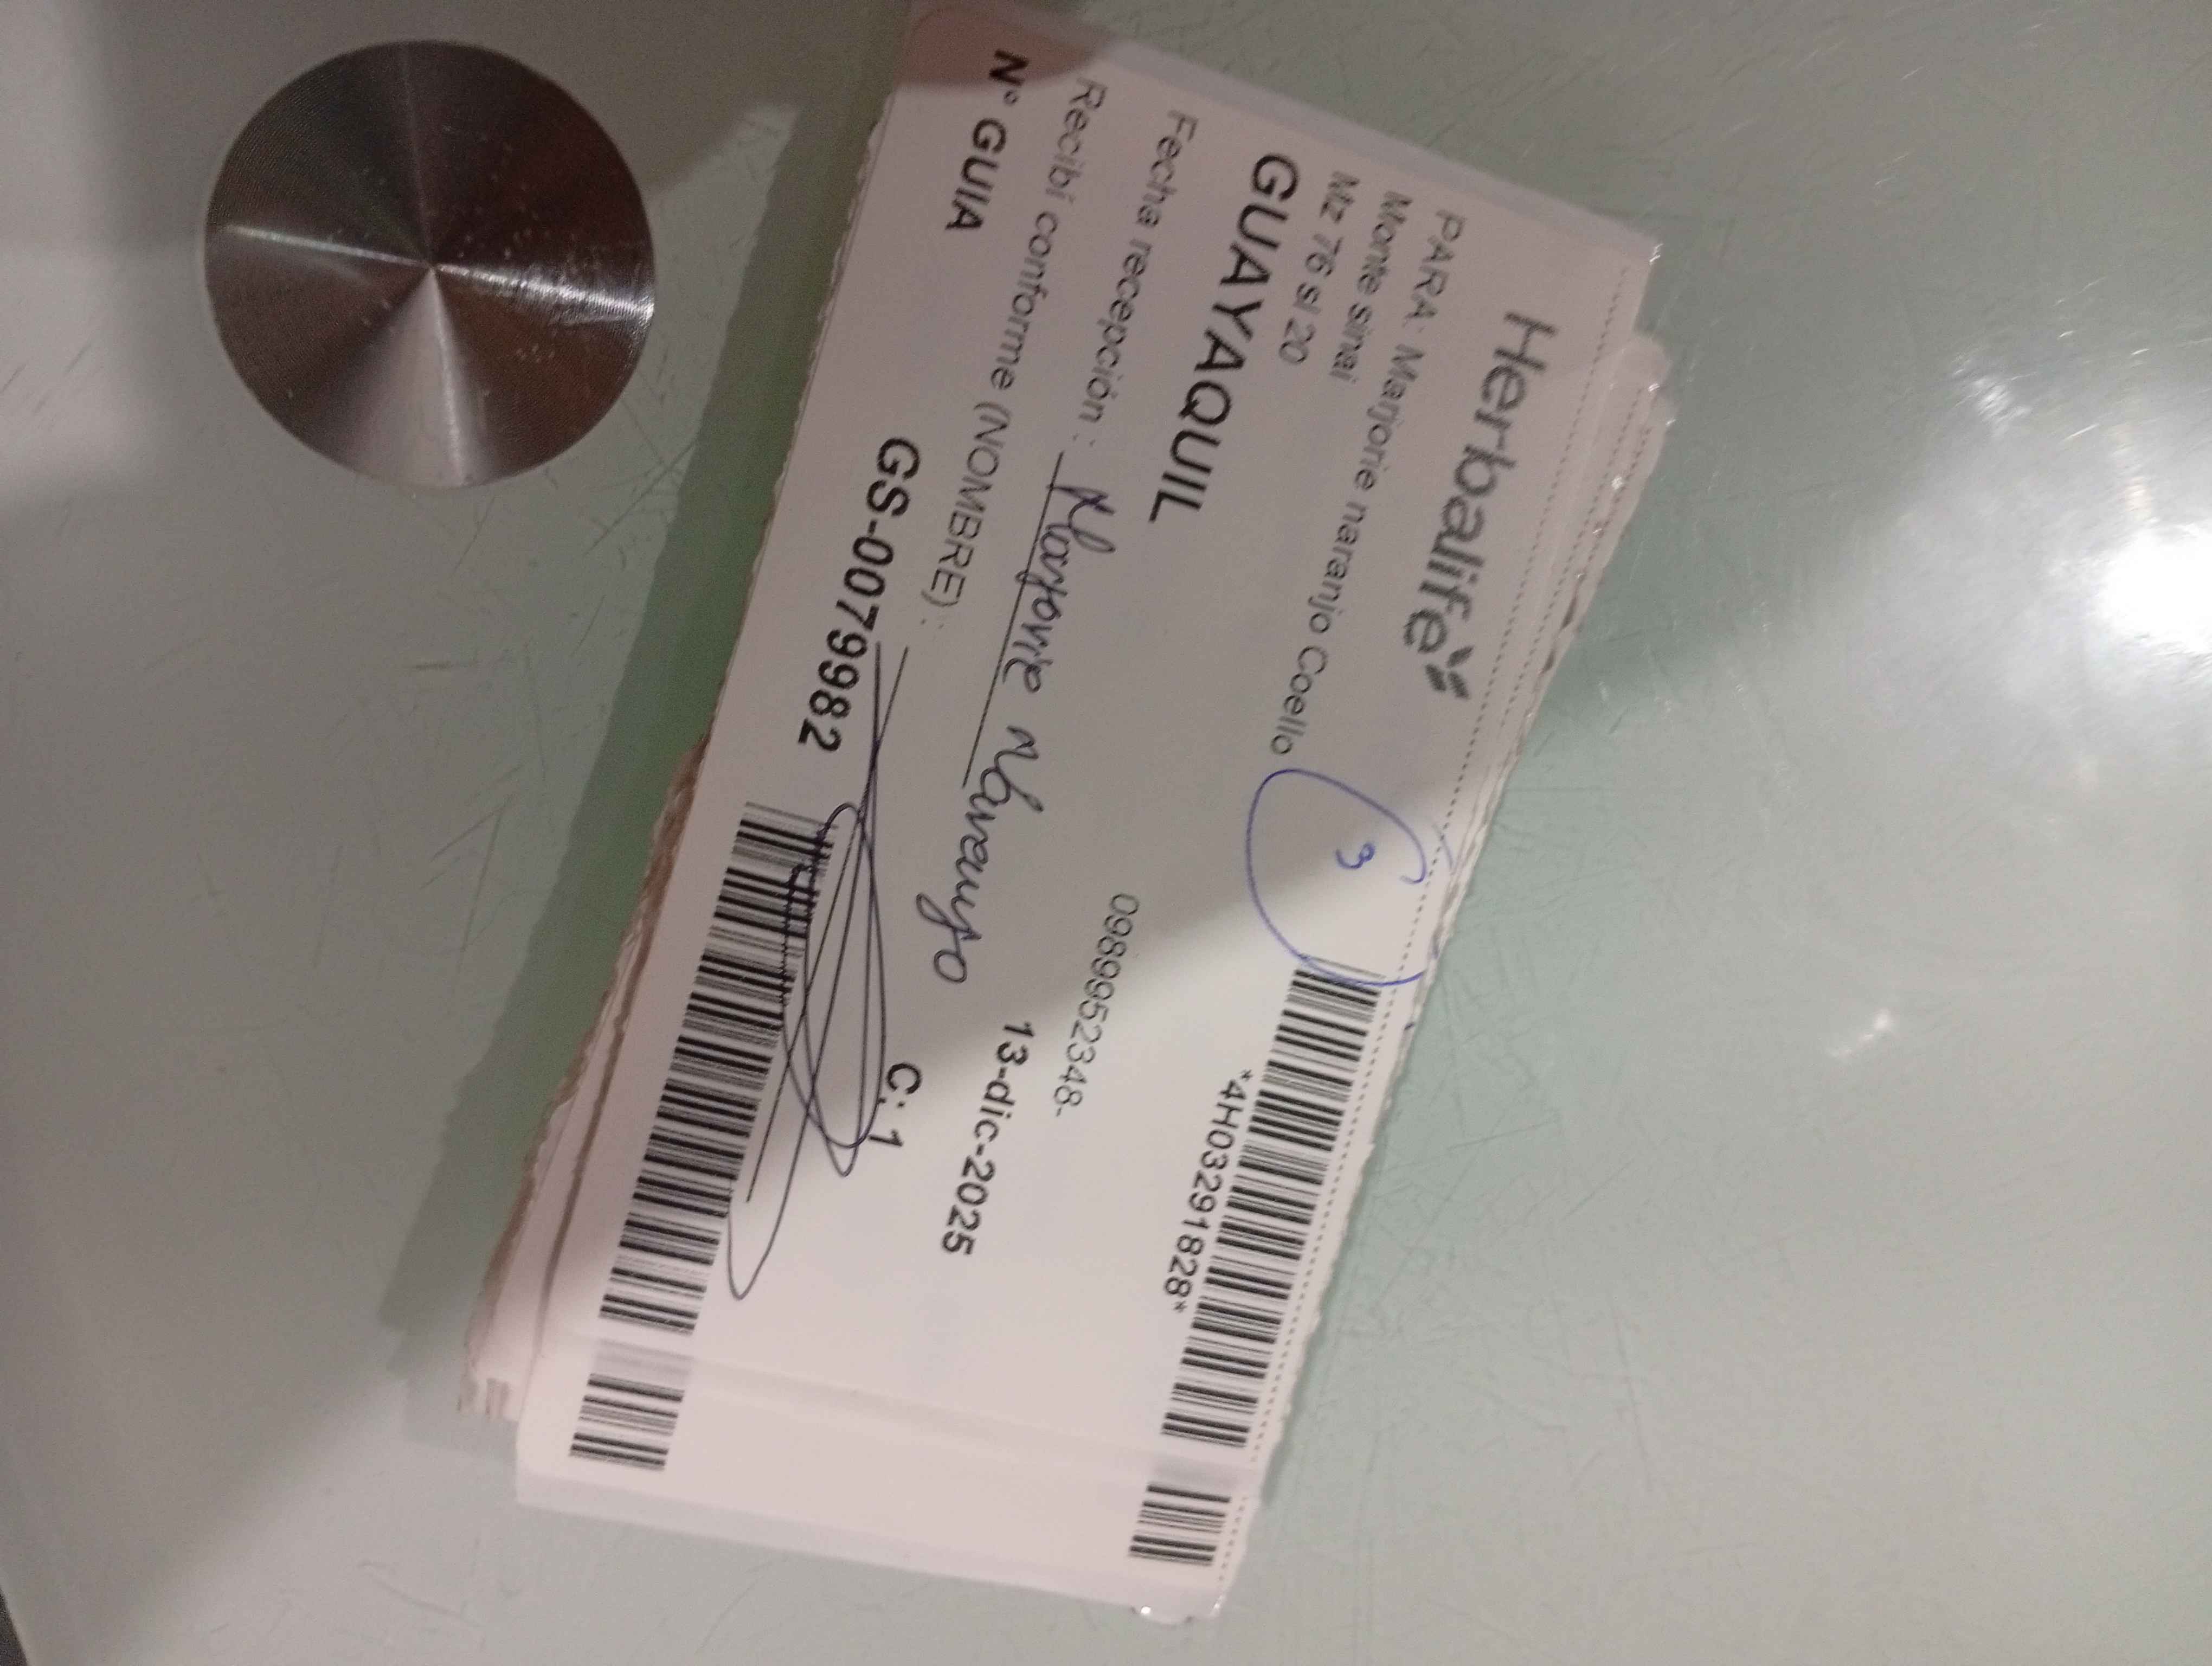 Herbalife
3
*4H03291828*
PARA: Marjorie naranjo Coello
Monte sinai
Mz 76 sl 20
GUAYAQUIL
0989952348-
Fecha recepción : Marjorie Naranjo
13-dic-2025
Recibí conforme (NOMBRE) :
C: 1
N° GUIA GS-0079982